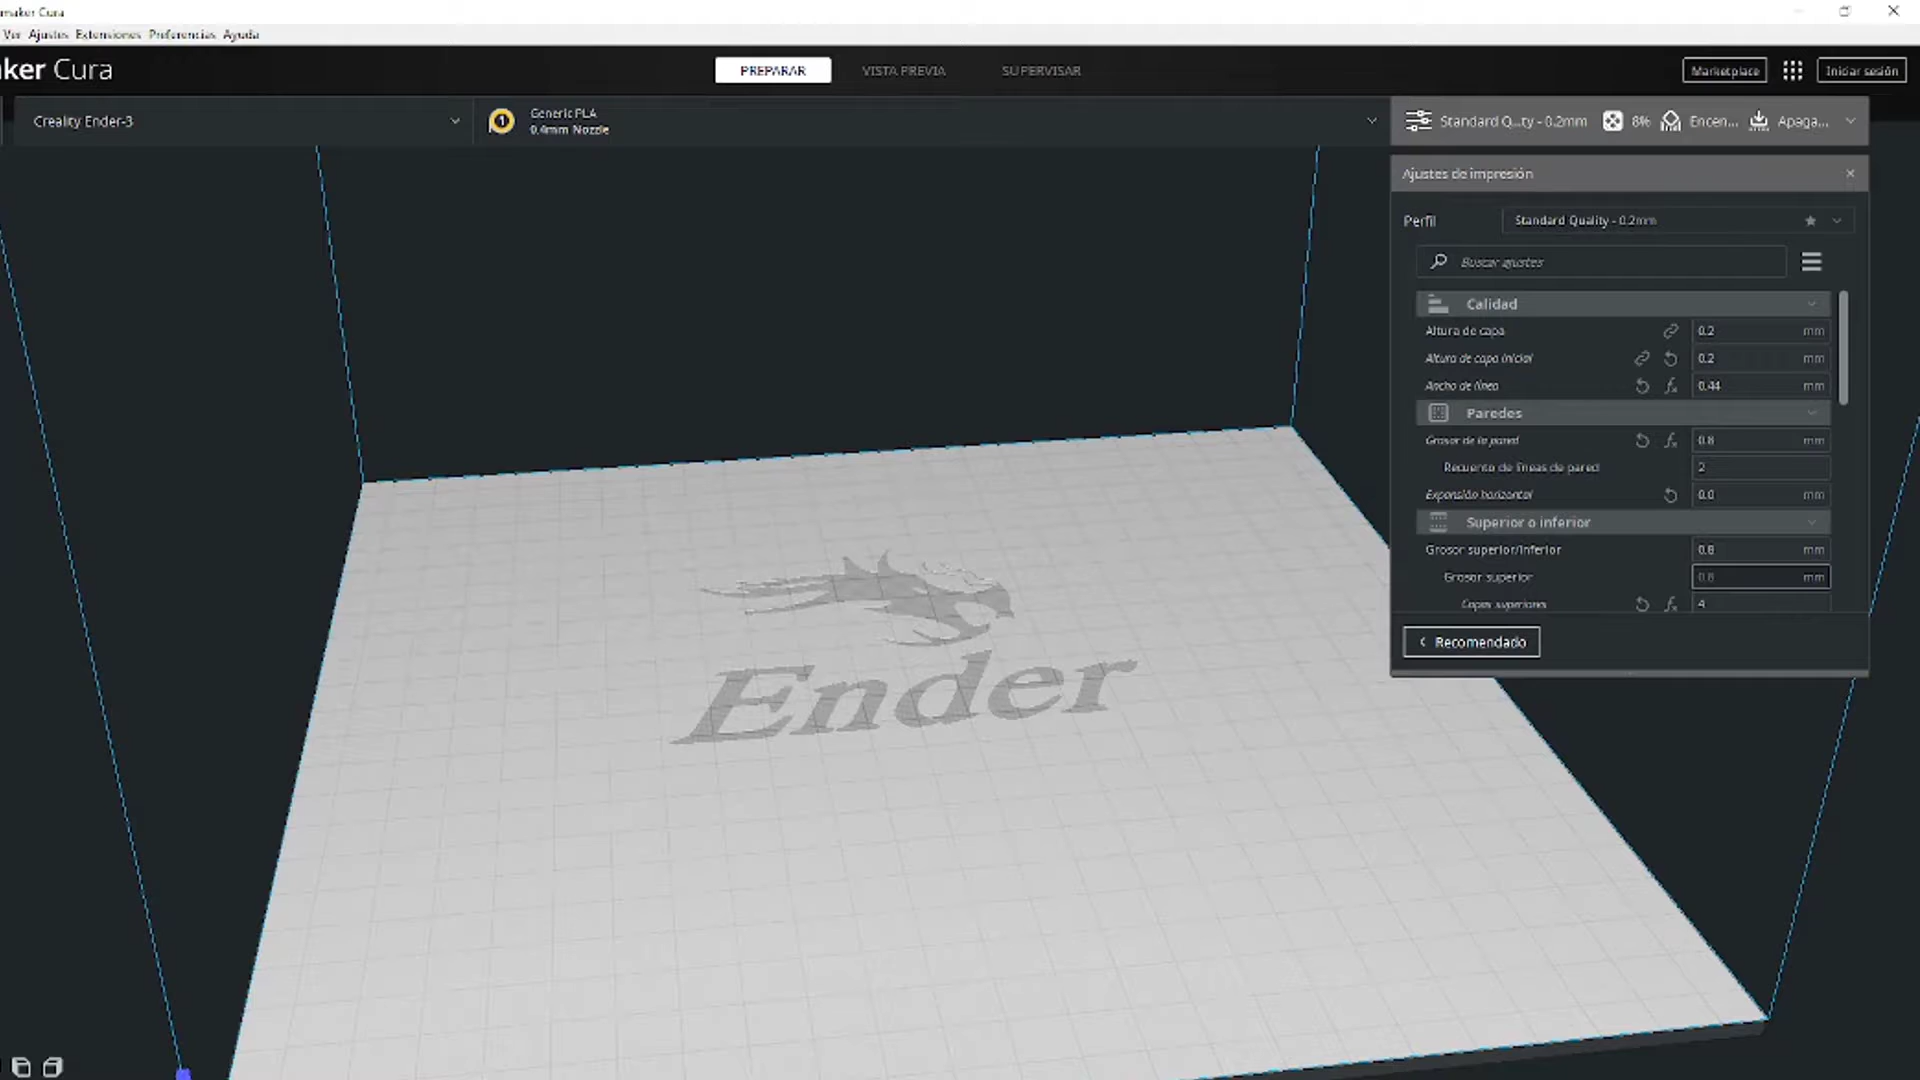 maker Cura
Ver Ajustes Extensiones Preferencias Ayuda
ker Cura
PREPARAR
VISTA PREVIA
SUPERVISAR
Marketplace
Iniciar sesión
Creality Ender-3
1
Generic PLA
0.4mm Nozzle
Standard Q...ty - 0.2mm
8%
Encen...
Apaga...
Ajustes de impresión
Perfil
Standard Quality - 0.2mm
Buscar ajustes
Calidad
Altura de capa 0.2 mm
Altura de capa inicial 0.2 mm
Ancho de línea 0.44 mm
Paredes
Grosor de la pared 0.8 mm
Recuento de líneas de pared 2
Expansión horizontal 0.0 mm
Superior o inferior
Grosor superior/inferior 0.8 mm
Grosor superior 0.8 mm
Capas superiores 4
Recomendado
Ender